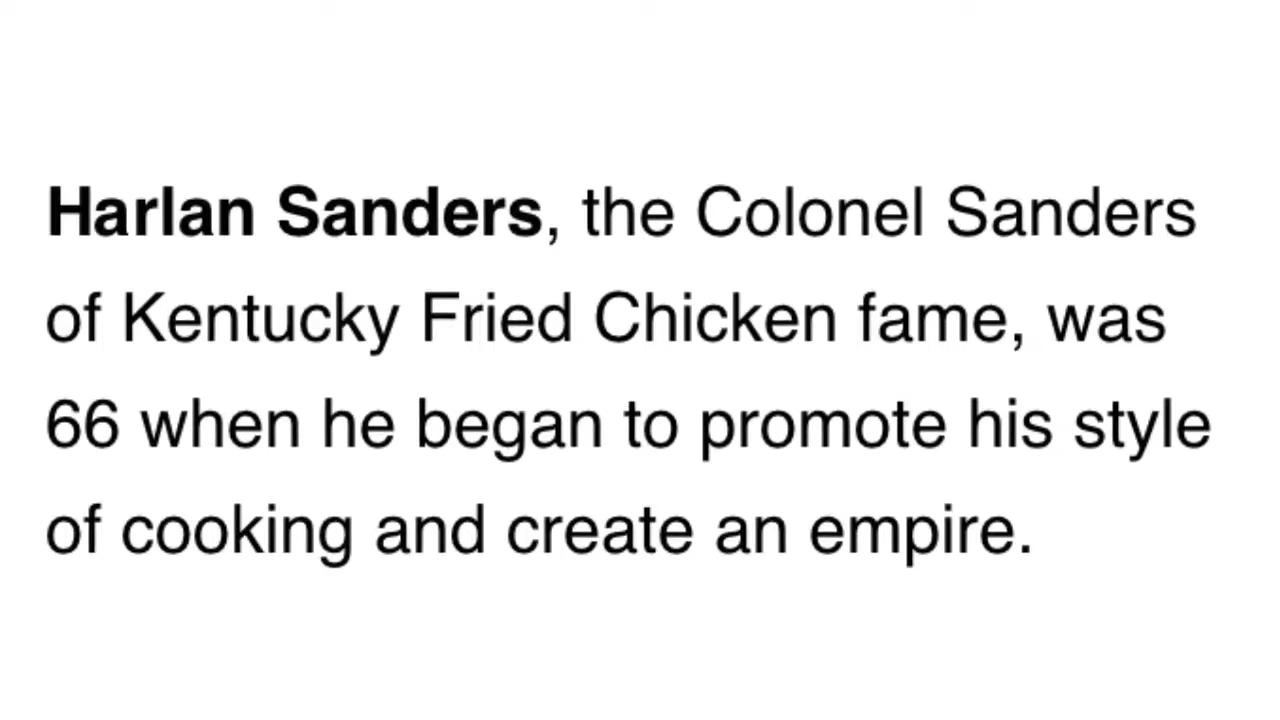 Harlan Sanders, the Colonel Sanders
of Kentucky Fried Chicken fame, was
66 when he began to promote his style
of cooking and create an empire.